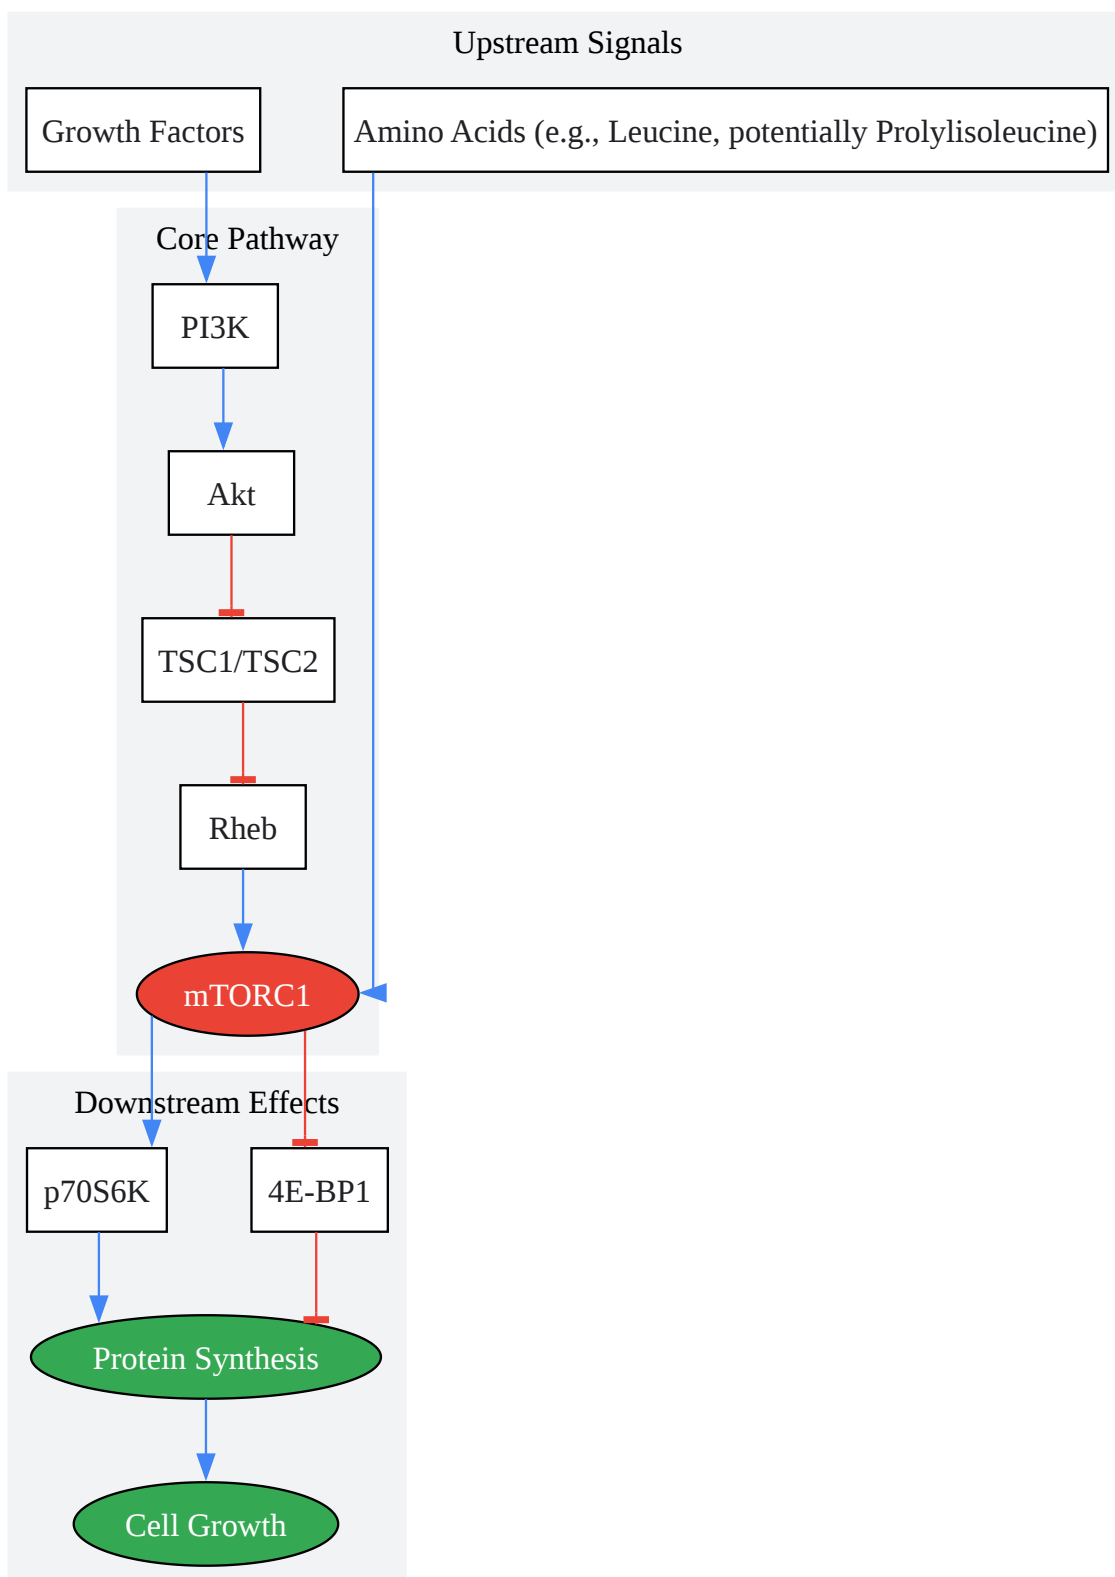 Upstream Signals
Growth Factors
Amino Acids (e.g., Leucine, potentially Prolylisoleucine)
Core Pathway
PI3K
Akt
TSC1/TSC2
Rheb
mTORC1
Downstream Effects
p70S6K
4E-BP1
Protein Synthesis
Cell Growth